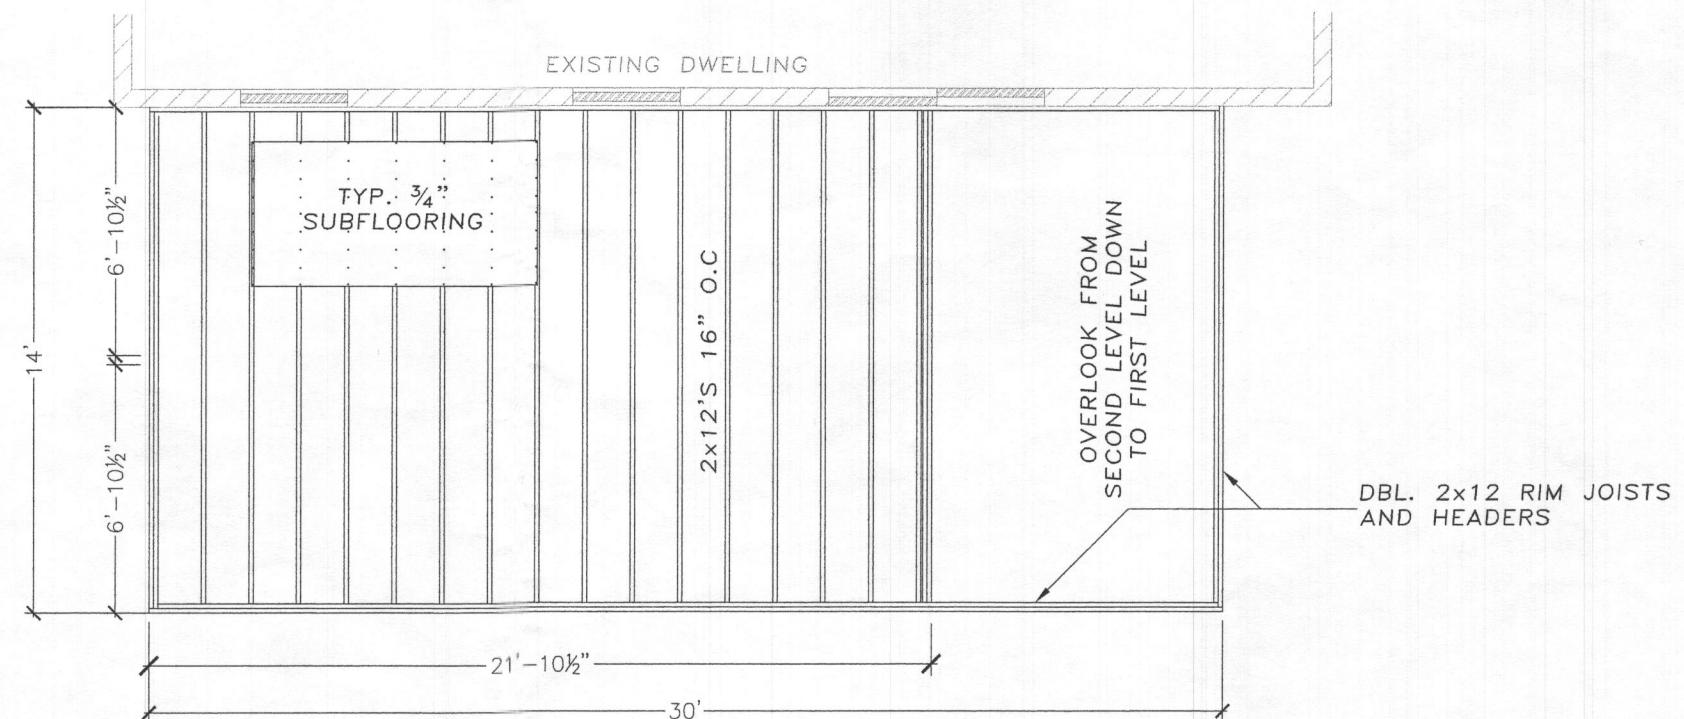 EXISTING DWELLING
14'
6'-10½"
6'-10½"
TYP. ¾"
SUBFLOORING
2x12'S 16" O.C
OVERLOOK FROM
SECOND LEVEL DOWN
TO FIRST LEVEL
DBL. 2x12 RIM JOISTS
AND HEADERS
21'-10½"
30'